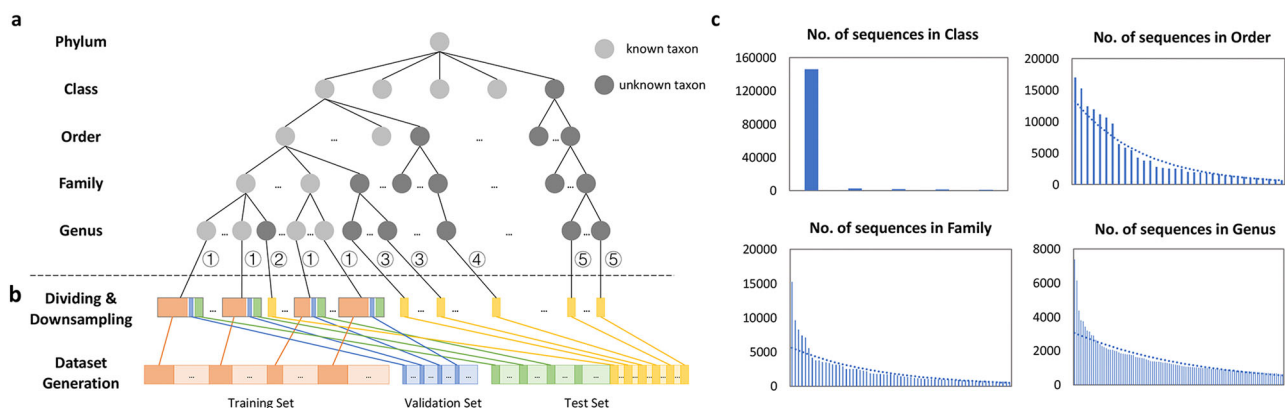 a
Phylum
Class
Order
Family
Genus
known taxon
unknown taxon
... ... ...
... ... ... ... ...
... ... ... ... ...
① ① ② ① ① ③ ③ ④ ⑤ ⑤
b
Dividing &
Downsampling
... ... ... ... ... ...
Dataset
Generation
... ... ... ... ... ... ... ... ... ... ... ... ... ... ... ... ... ...
Training Set
Validation Set
Test Set
c
No. of sequences in Class
160000
120000
80000
40000
0
No. of sequences in Order
20000
15000
10000
5000
0
No. of sequences in Family
20000
15000
10000
5000
0
No. of sequences in Genus
8000
6000
4000
2000
0